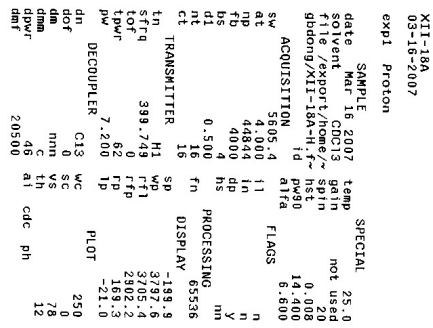 XII-18A
03-16-2007
exp1 Proton
SAMPLE SPECIAL
date Mar 16 2007 temp 25.0
solvent CDCl3 gain not used
file /export/home/~ spin 20
gbdong/XII-18A-H.f~ hst 0.008
id pw90 14.400
ACQUISITION alfa 6.600
sw 5605.4 FLAGS
at 4.000 il n
np 44844 in n
fb 4000 dp y
bs 4 hs nn
d1 0.500 PROCESSING
nt 16 fn 65536
ct 16 DISPLAY
TRANSMITTER sp -199.9
tn H1 wp 3797.6
sfrq 399.749 rfl 3705.4
tof 0 rfp 2902.2
tpwr 62 rp 169.3
pw 7.200 lp -21.0
DECOUPLER PLOT
dn C13 wc 250
dof 0 sc 0
dm nnn vs 78
dmm c th 12
dpwr 46 ai cdc ph
dmf 20500